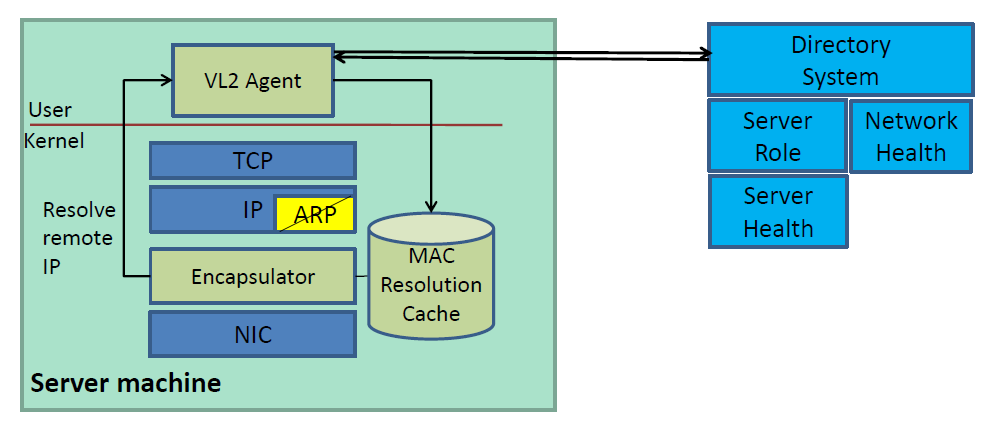 VL2 Agent
User
Kernel
TCP
IP
ARP
Resolve
remote
IP
Encapsulator
MAC
Resolution
Cache
NIC
Server machine
Directory
System
Server
Role
Network
Health
Server
Health